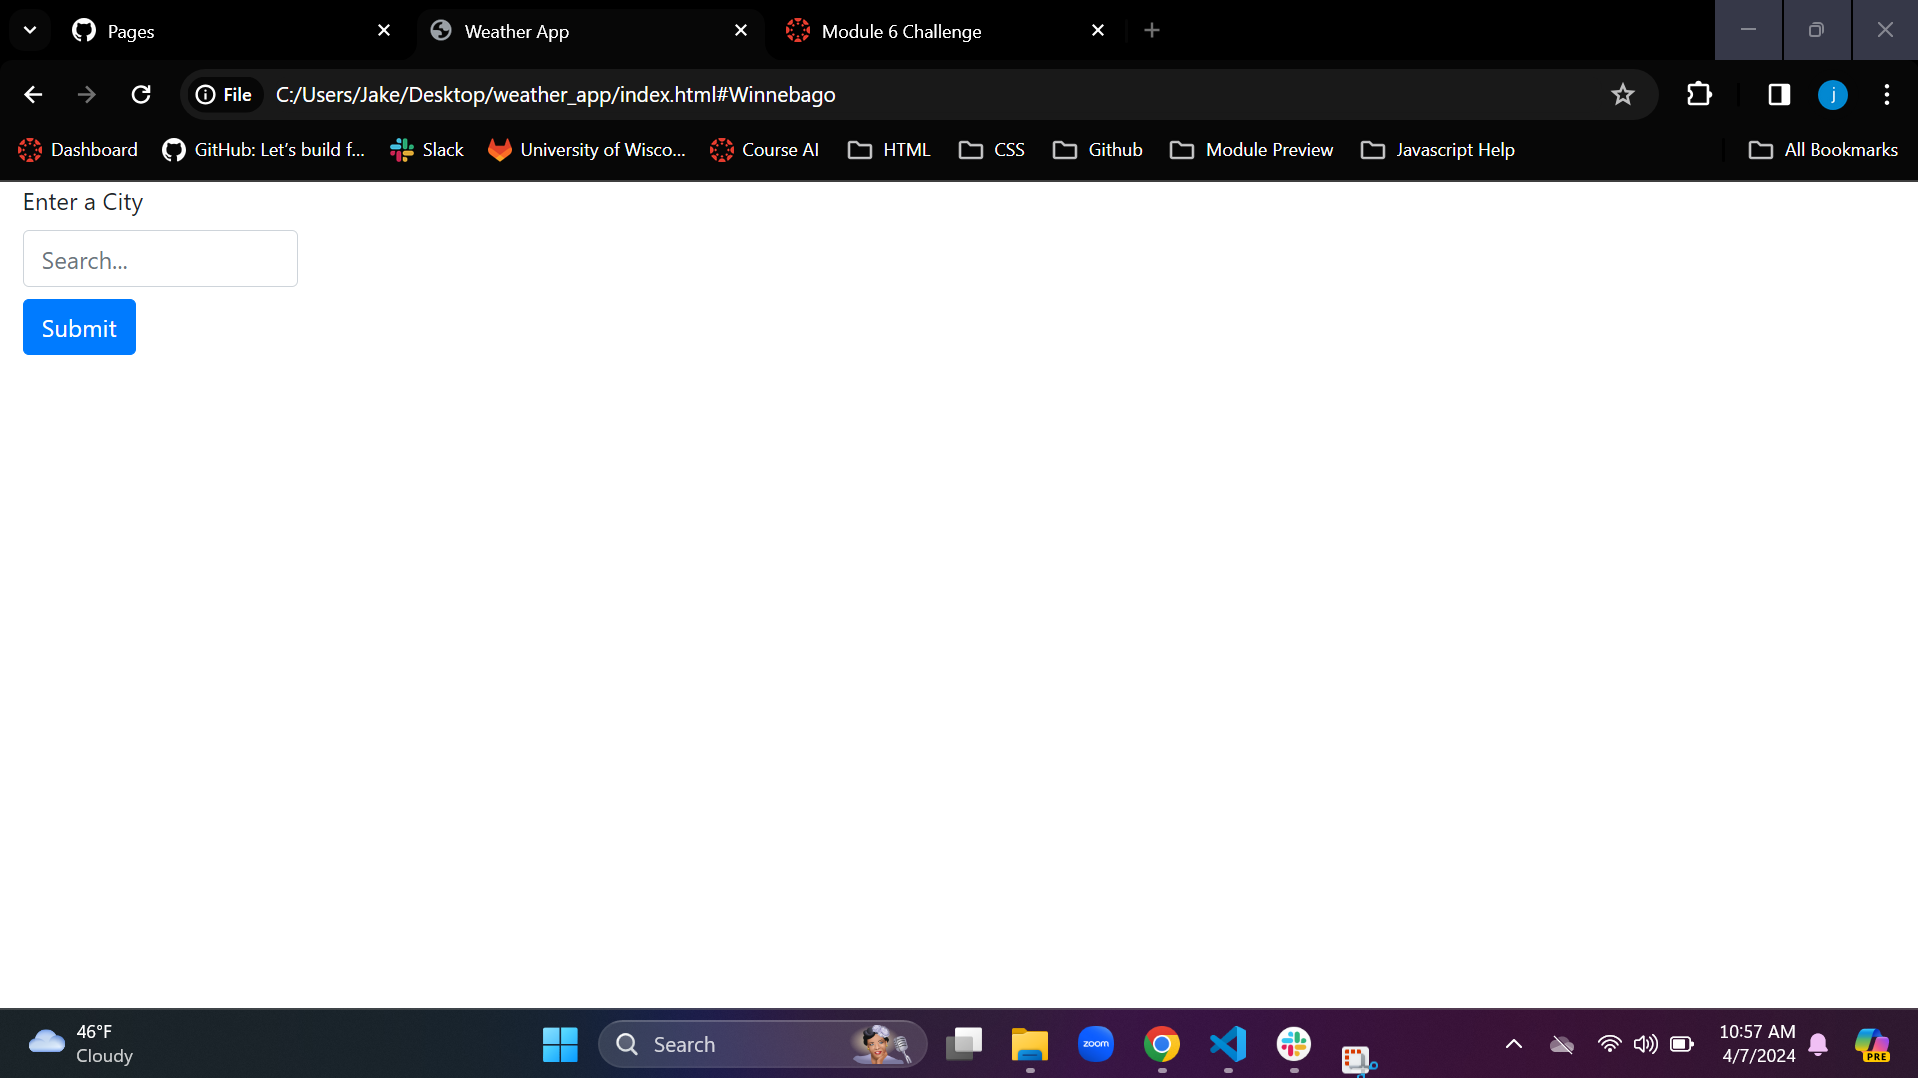 Pages
Weather App
Module 6 Challenge
File C:/Users/Jake/Desktop/weather_app/index.html#Winnebago
j
Dashboard GitHub: Let's build f... Slack University of Wisco... Course AI HTML CSS Github Module Preview Javascript Help All Bookmarks
Enter a City
Search...
Submit
46°F
Cloudy
Search
zoom
10:57 AM
4/7/2024
PRE